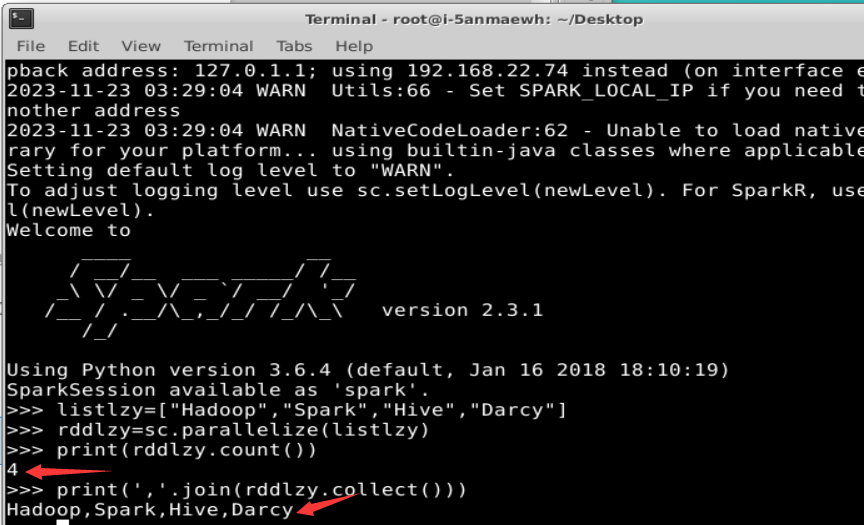 Terminal - root@i-5anmaewh: ~/Desktop
File Edit View Terminal Tabs Help
pback address: 127.0.1.1; using 192.168.22.74 instead (on interface e
2023-11-23 03:29:04 WARN  Utils:66 - Set SPARK_LOCAL_IP if you need t
nother address
2023-11-23 03:29:04 WARN  NativeCodeLoader:62 - Unable to load native
rary for your platform... using builtin-java classes where applicable
Setting default log level to "WARN".
To adjust logging level use sc.setLogLevel(newLevel). For SparkR, use
l(newLevel).
Welcome to
      ____              __
     / __/__  ___ _____/ /__
    _\ \/ _ \/ _ `/ __/  '_/
   /__ / .__/\_,_/_/ /_/\_\   version 2.3.1
      /_/
Using Python version 3.6.4 (default, Jan 16 2018 18:10:19)
SparkSession available as 'spark'.
>>> listlzy=["Hadoop","Spark","Hive","Darcy"]
>>> rddlzy=sc.parallelize(listlzy)
>>> print(rddlzy.count())
4
>>> print(','.join(rddlzy.collect()))
Hadoop,Spark,Hive,Darcy